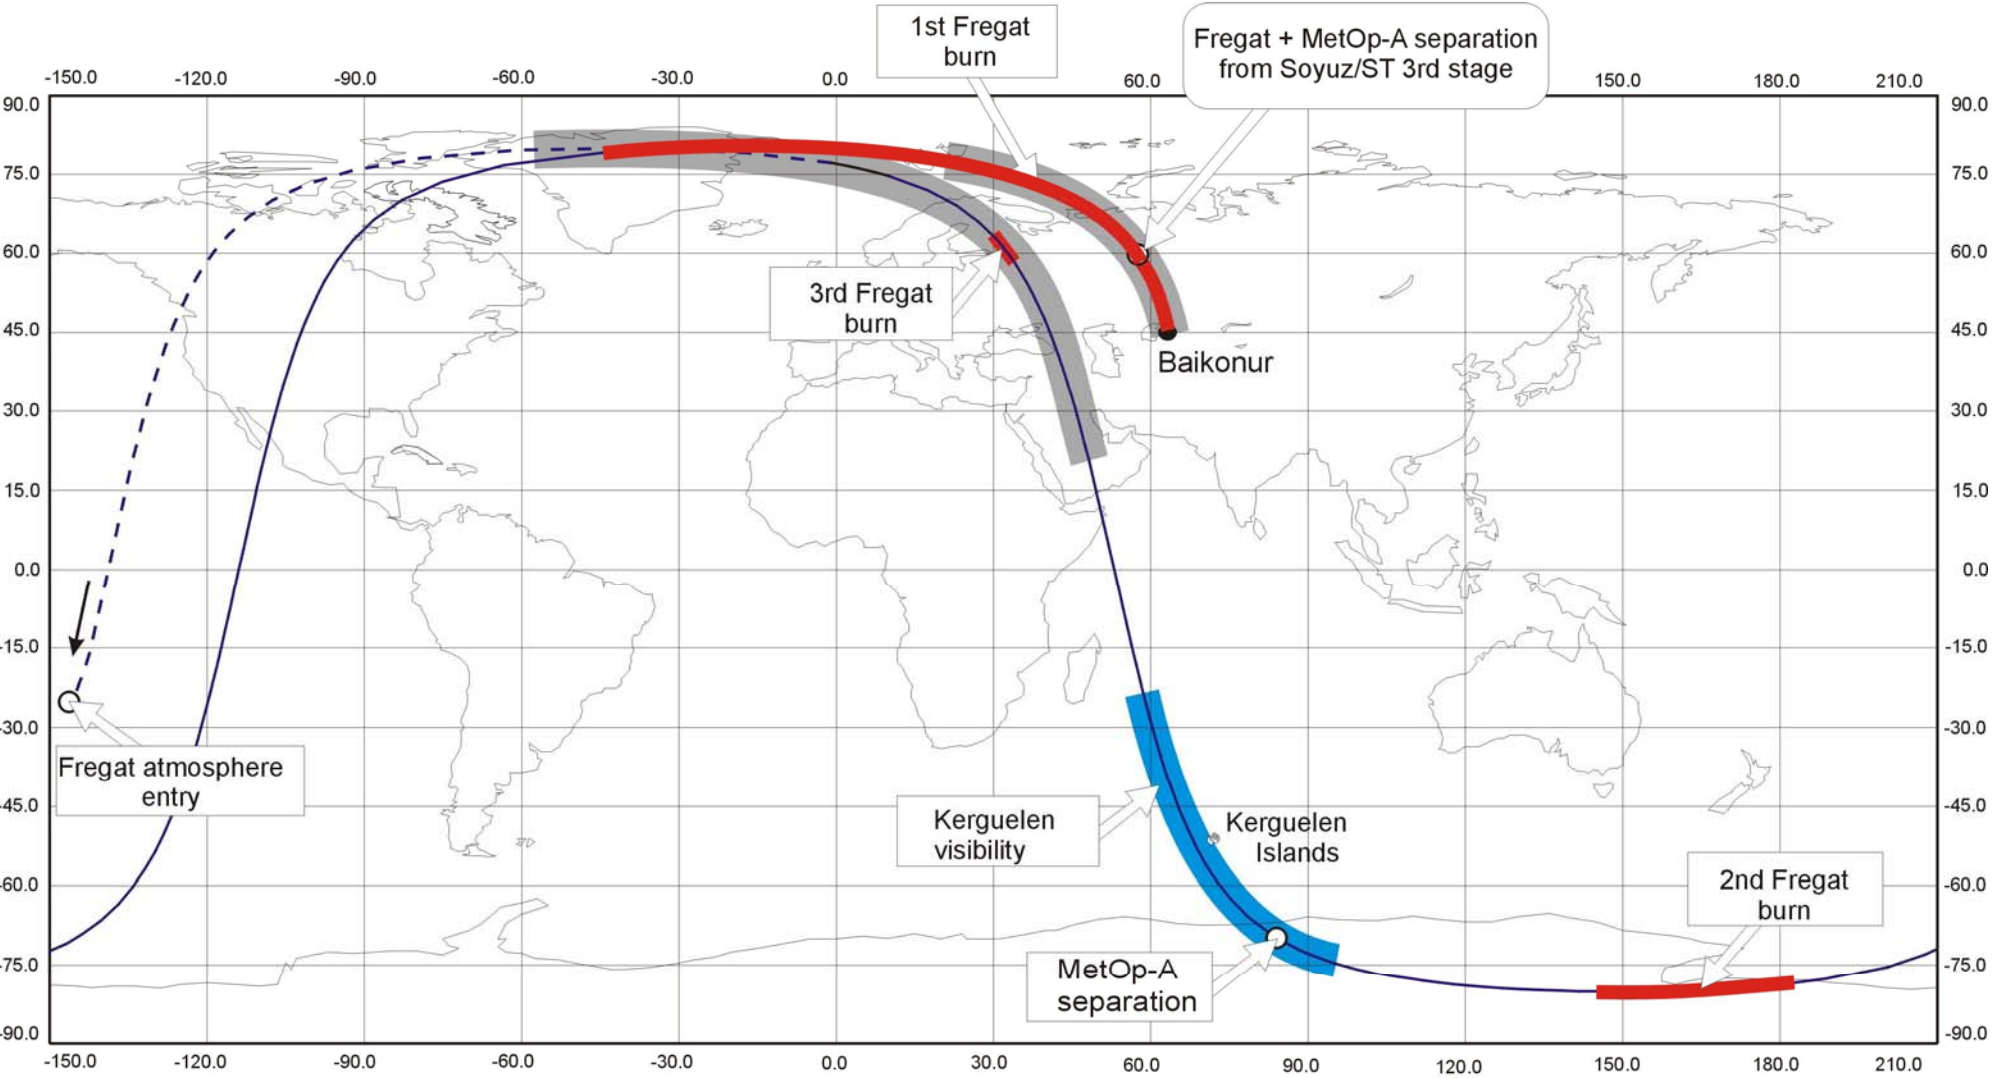 1st Fregat
burn
Fregat + MetOp-A separation
from Soyuz/ST 3rd stage
-150.0 -120.0 -90.0 -60.0 -30.0 0.0 60.0 150.0 180.0 210.0
90.0 90.0
75.0 75.0
60.0 60.0
3rd Fregat
burn
45.0 45.0
Baikonur
30.0 30.0
15.0 15.0
0.0 0.0
-15.0 -15.0
-30.0 -30.0
Fregat atmosphere
entry
-45.0 -45.0
Kerguelen
visibility
Kerguelen
Islands
-60.0 -60.0
2nd Fregat
burn
-75.0 -75.0
MetOp-A
separation
-90.0 -90.0
-150.0 -120.0 -90.0 -60.0 -30.0 0.0 30.0 60.0 90.0 120.0 150.0 180.0 210.0